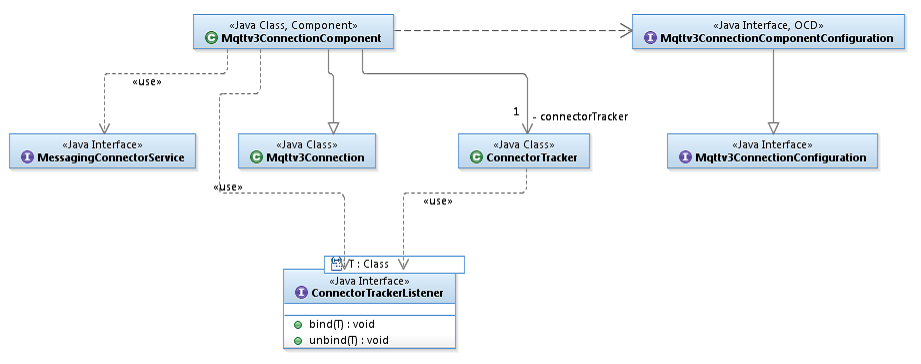 «Java Class, Component»
Mqttv3ConnectionComponent
«Java Interface, OCD»
Mqttv3ConnectionComponentConfiguration
«use»
1
- connectorTracker
«Java Interface»
MessagingConnectorService
«Java Class»
Mqttv3Connection
«Java Class»
ConnectorTracker
«Java Interface»
Mqttv3ConnectionConfiguration
«use»
«use»
T : Class
«Java Interface»
ConnectorTrackerListener
bind(T) : void
unbind(T) : void